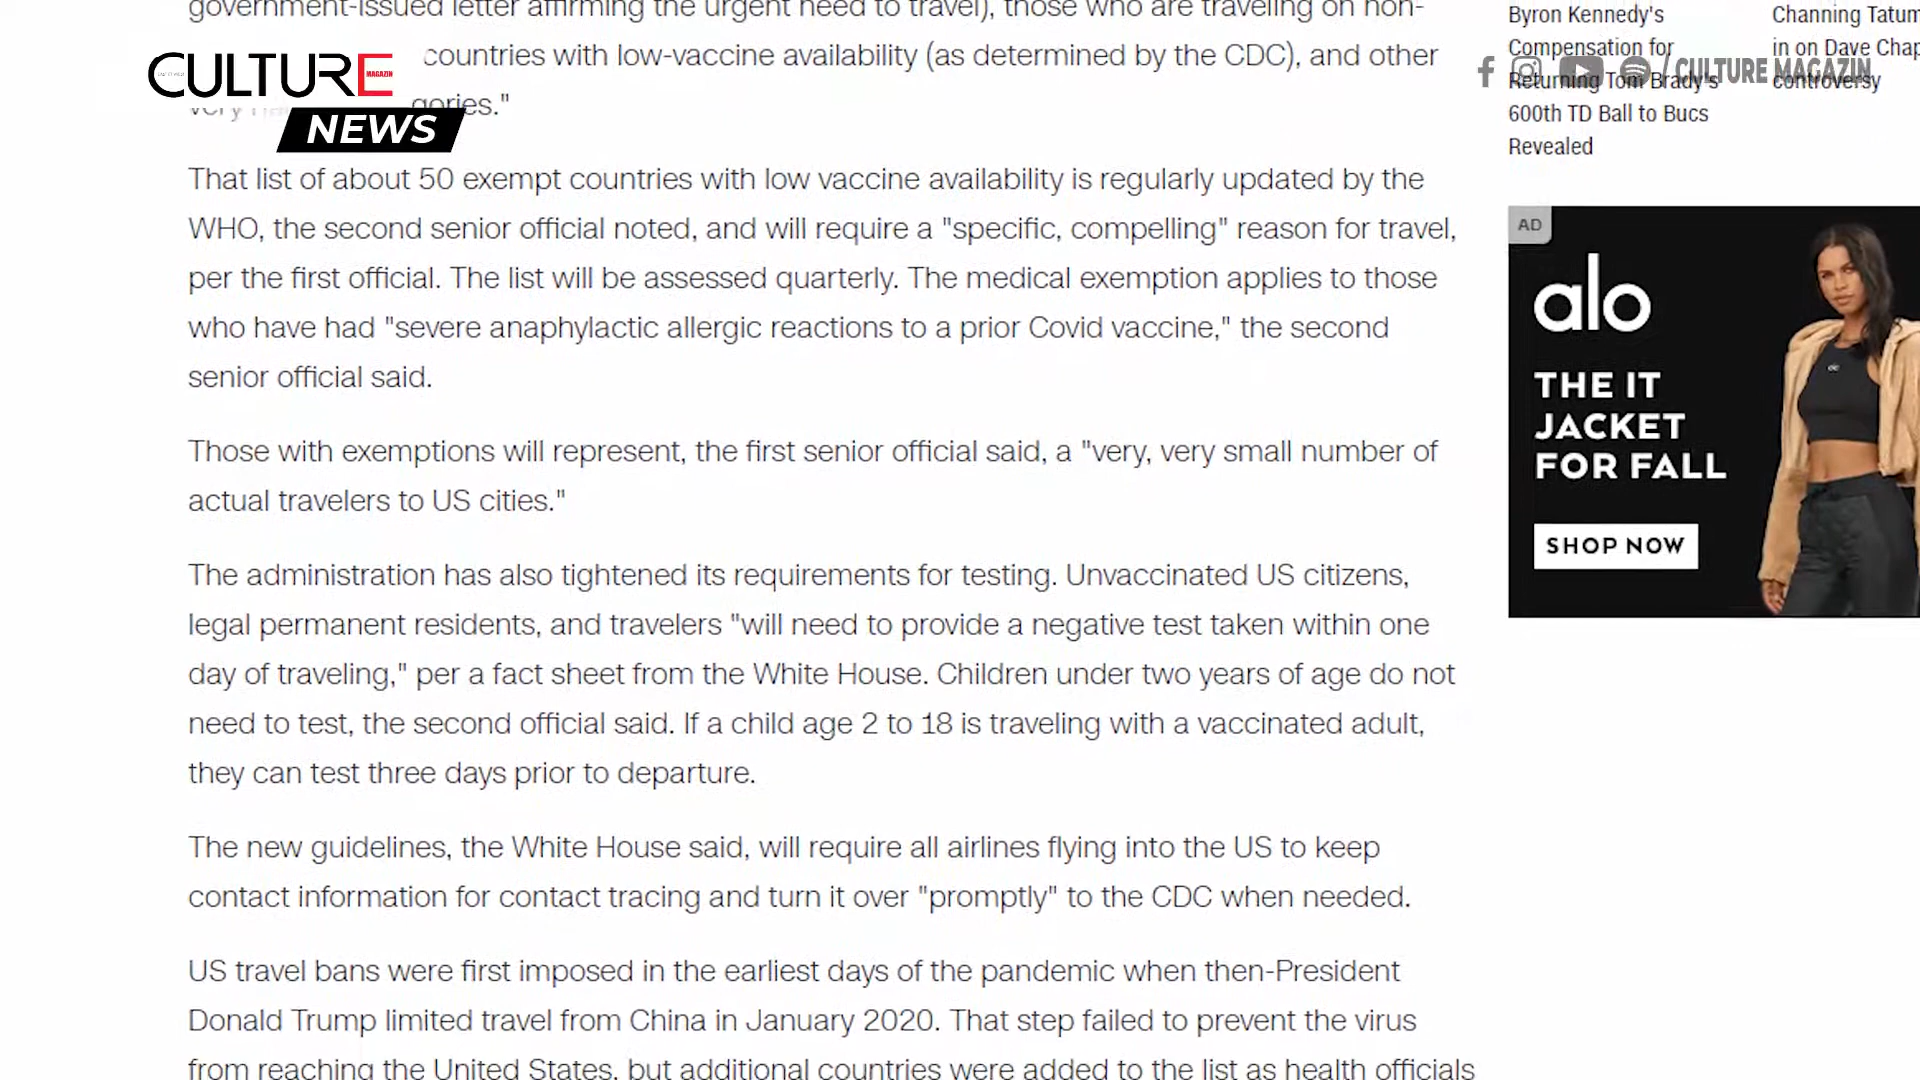 government-issued letter affirming the urgent need to travel), those who are traveling on non-
countries with low-vaccine availability (as determined by the CDC), and other
very gories."
CULTURE
MAGAZIN
NEWS
That list of about 50 exempt countries with low vaccine availability is regularly updated by the
WHO, the second senior official noted, and will require a "specific, compelling" reason for travel,
per the first official. The list will be assessed quarterly. The medical exemption applies to those
who have had "severe anaphylactic allergic reactions to a prior Covid vaccine," the second
senior official said.
Those with exemptions will represent, the first senior official said, a "very, very small number of
actual travelers to US cities."
The administration has also tightened its requirements for testing. Unvaccinated US citizens,
legal permanent residents, and travelers "will need to provide a negative test taken within one
day of traveling," per a fact sheet from the White House. Children under two years of age do not
need to test, the second official said. If a child age 2 to 18 is traveling with a vaccinated adult,
they can test three days prior to departure.
The new guidelines, the White House said, will require all airlines flying into the US to keep
contact information for contact tracing and turn it over "promptly" to the CDC when needed.
US travel bans were first imposed in the earliest days of the pandemic when then-President
Donald Trump limited travel from China in January 2020. That step failed to prevent the virus
from reaching the United States, but additional countries were added to the list as health officials
Byron Kennedy's
Compensation for
Returning Tom Brady's
600th TD Ball to Bucs
Revealed
Channing Tatum
in on Dave Chap
controversy
/ CULTURE MAGAZIN
AD
alo
THE IT
JACKET
FOR FALL
SHOP NOW